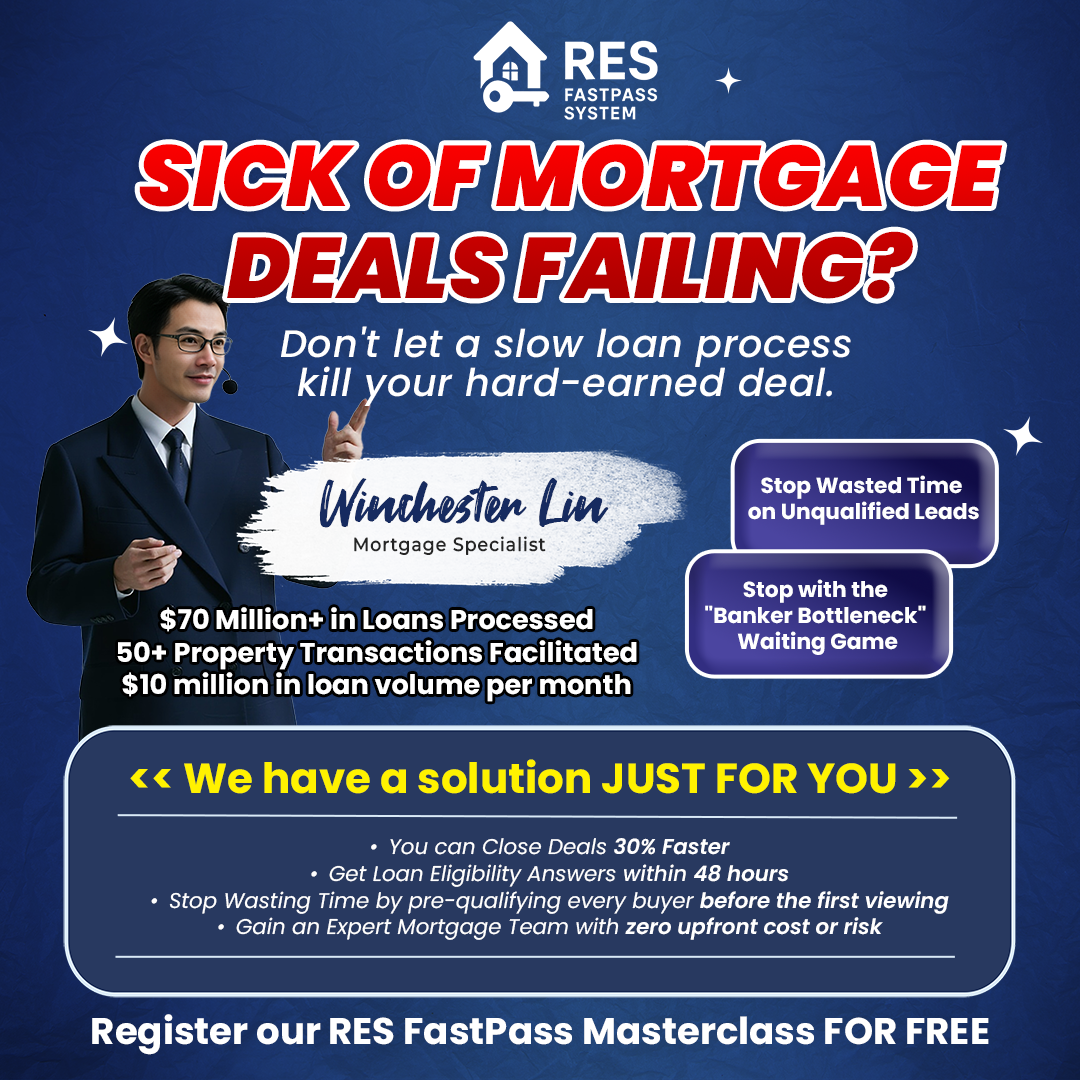 RES
FASTPASS
SYSTEM
SICK OF MORTGAGE
DEALS FAILING?
Don't let a slow loan process
kill your hard-earned deal.
Winchester Lin
Mortgage Specialist
Stop Wasted Time
on Unqualified Leads
Stop with the
"Banker Bottleneck"
Waiting Game
$70 Million+ in Loans Processed
50+ Property Transactions Facilitated
$10 million in loan volume per month
<< We have a solution JUST FOR YOU >>
• You can Close Deals 30% Faster
• Get Loan Eligibility Answers within 48 hours
• Stop Wasting Time by pre-qualifying every buyer before the first viewing
• Gain an Expert Mortgage Team with zero upfront cost or risk
Register our RES FastPass Masterclass FOR FREE